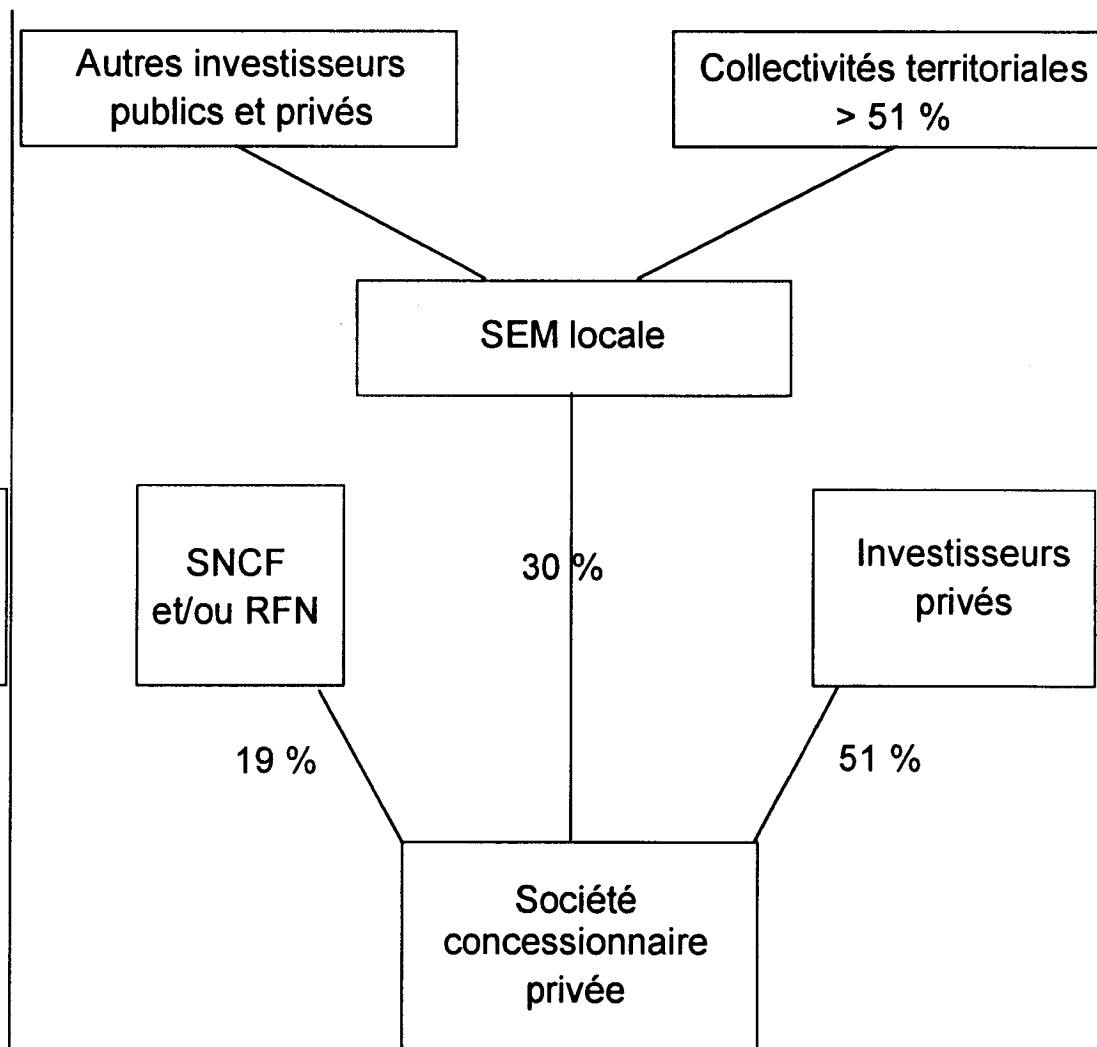 Autres investisseurs
publics et privés
Collectivités territoriales
> 51 %
SEM locale
SNCF
et/ou RFN
30 %
Investisseurs
privés
19 %
51 %
Société
concessionnaire
privée